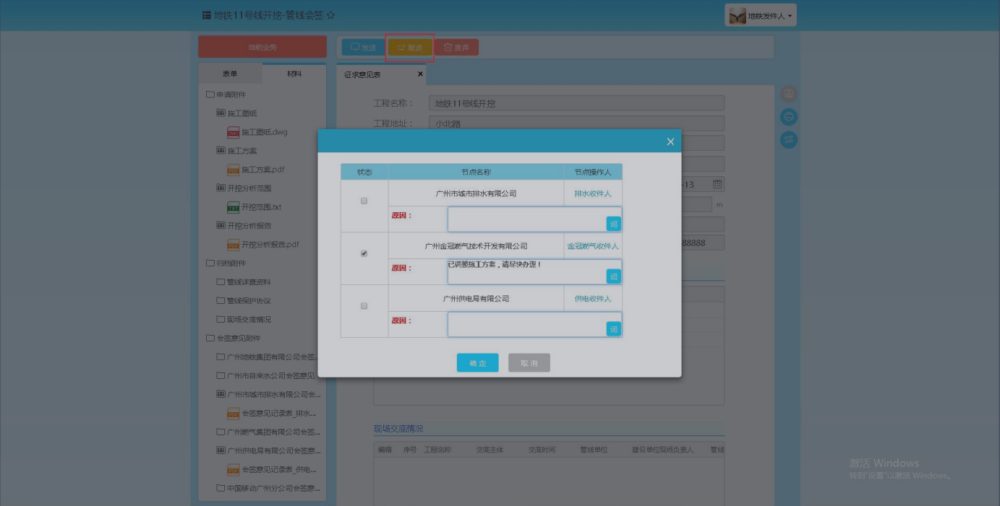 地铁11号线开挖-管线会签
地铁发件人
当前业务
发送
复送
废弃
表单
材料
征求意见表
申请附件
施工图纸
DWG 施工图纸.dwg
施工方案
PDF 施工方案.pdf
开挖分析范围
TXT 开挖范围.txt
开挖分析报告
PDF 开挖分析报告.pdf
归档附件
管线详查资料
管线保护协议
现场交底情况
会签意见附件
广州地铁集团有限公司会签.
广州市自来水公司会签意见
广州市城市排水有限公司会...
PDF 会签意见记录表_排水...
广州燃气集团有限公司会签...
广州供电局有限公司会签意...
PDF 会签意见记录表_供电...
中国移动广州分公司会签意...
工程名称：
地铁11号线开挖
工程地址：
小北路
-13
m
88888
状态
节点名称
节点操作人
广州市城市排水有限公司
排水收件人
原因：
词
广州金冠燃气技术开发有限公司
金冠燃气收件人
原因：
已调整施工方案，请尽快办理！
词
广州供电局有限公司
供电收件人
原因：
词
确 定
取 消
现场交底情况
编辑
序号
工程名称
交底主体
交底时间
管线单位
建设单位现场负责人
管线
激活 Windows
转到"设置"以激活 Windows。